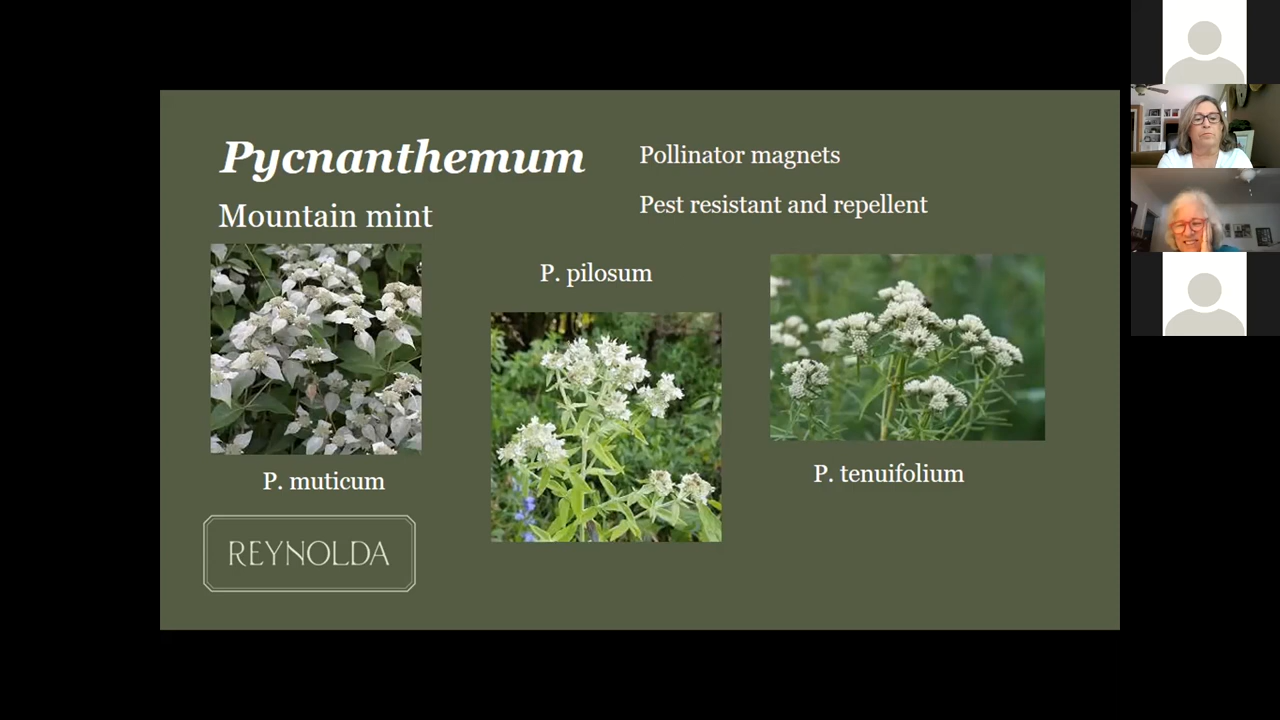 Pycnanthemum
Mountain mint
Pollinator magnets
Pest resistant and repellent
P. pilosum
P. muticum
P. tenuifolium
REYNOLDA